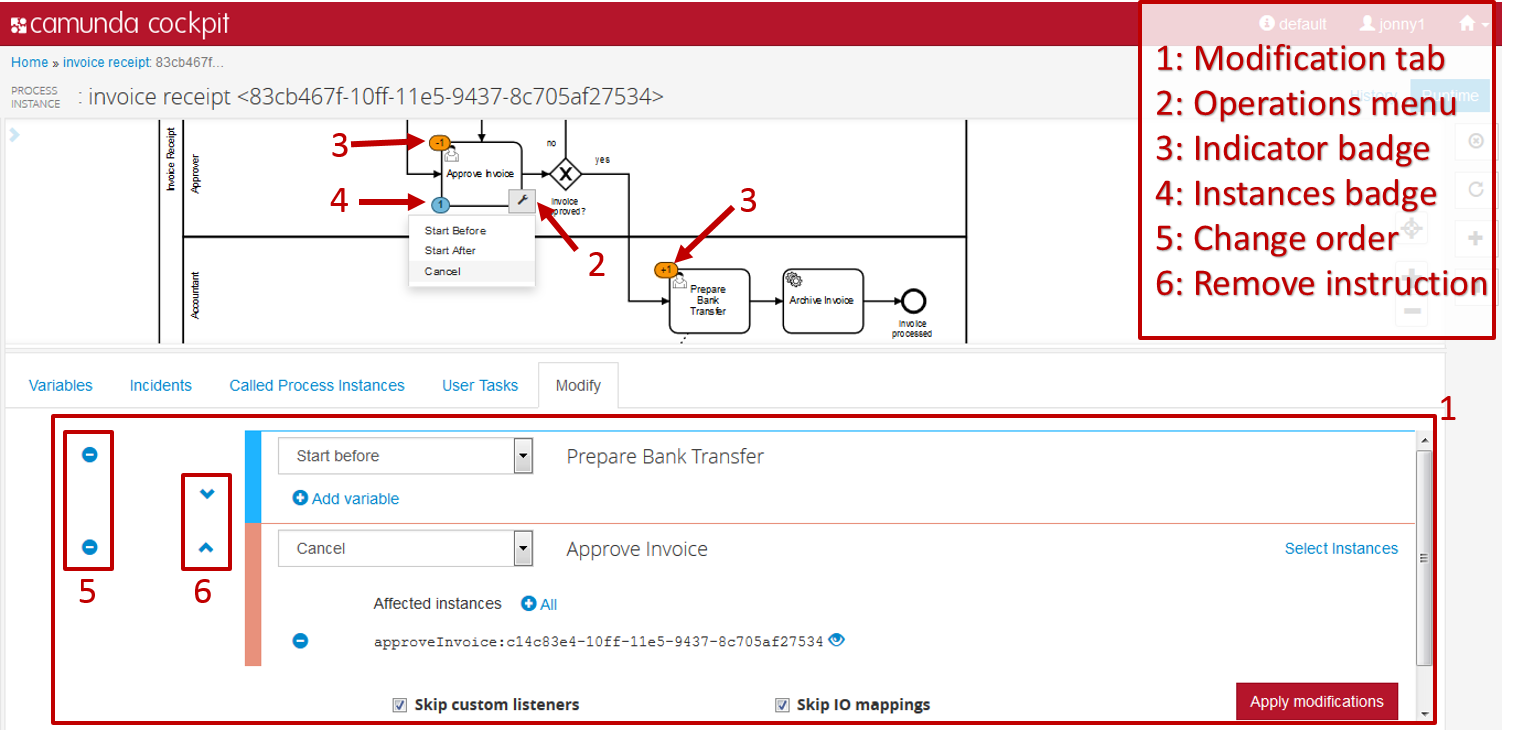 camunda cockpit
default
jonny1
1: Modification tab
2: Operations menu
3: Indicator badge
4: Instances badge
5: Change order
6: Remove instruction
Home » invoice receipt: 83cb467f...
PROCESS
INSTANCE
: invoice receipt <83cb467f-10ff-11e5-9437-8c705af27534>
History
Runtime
Invoice Receipt
Approver
3
-1
Approve Invoice
no
yes
4
1
Invoice
approved?
Start Before
Start After
Cancel
2
3
Accountant
+1
Prepare
Bank
Transfer
Archive Invoice
Invoice
processed
Variables
Incidents
Called Process Instances
User Tasks
Modify
1
Start before
Prepare Bank Transfer
Add variable
Cancel
Approve Invoice
Select Instances
5
6
Affected instances
All
approveInvoice:c14c83e4-10ff-11e5-9437-8c705af27534
Skip custom listeners
Skip IO mappings
Apply modifications